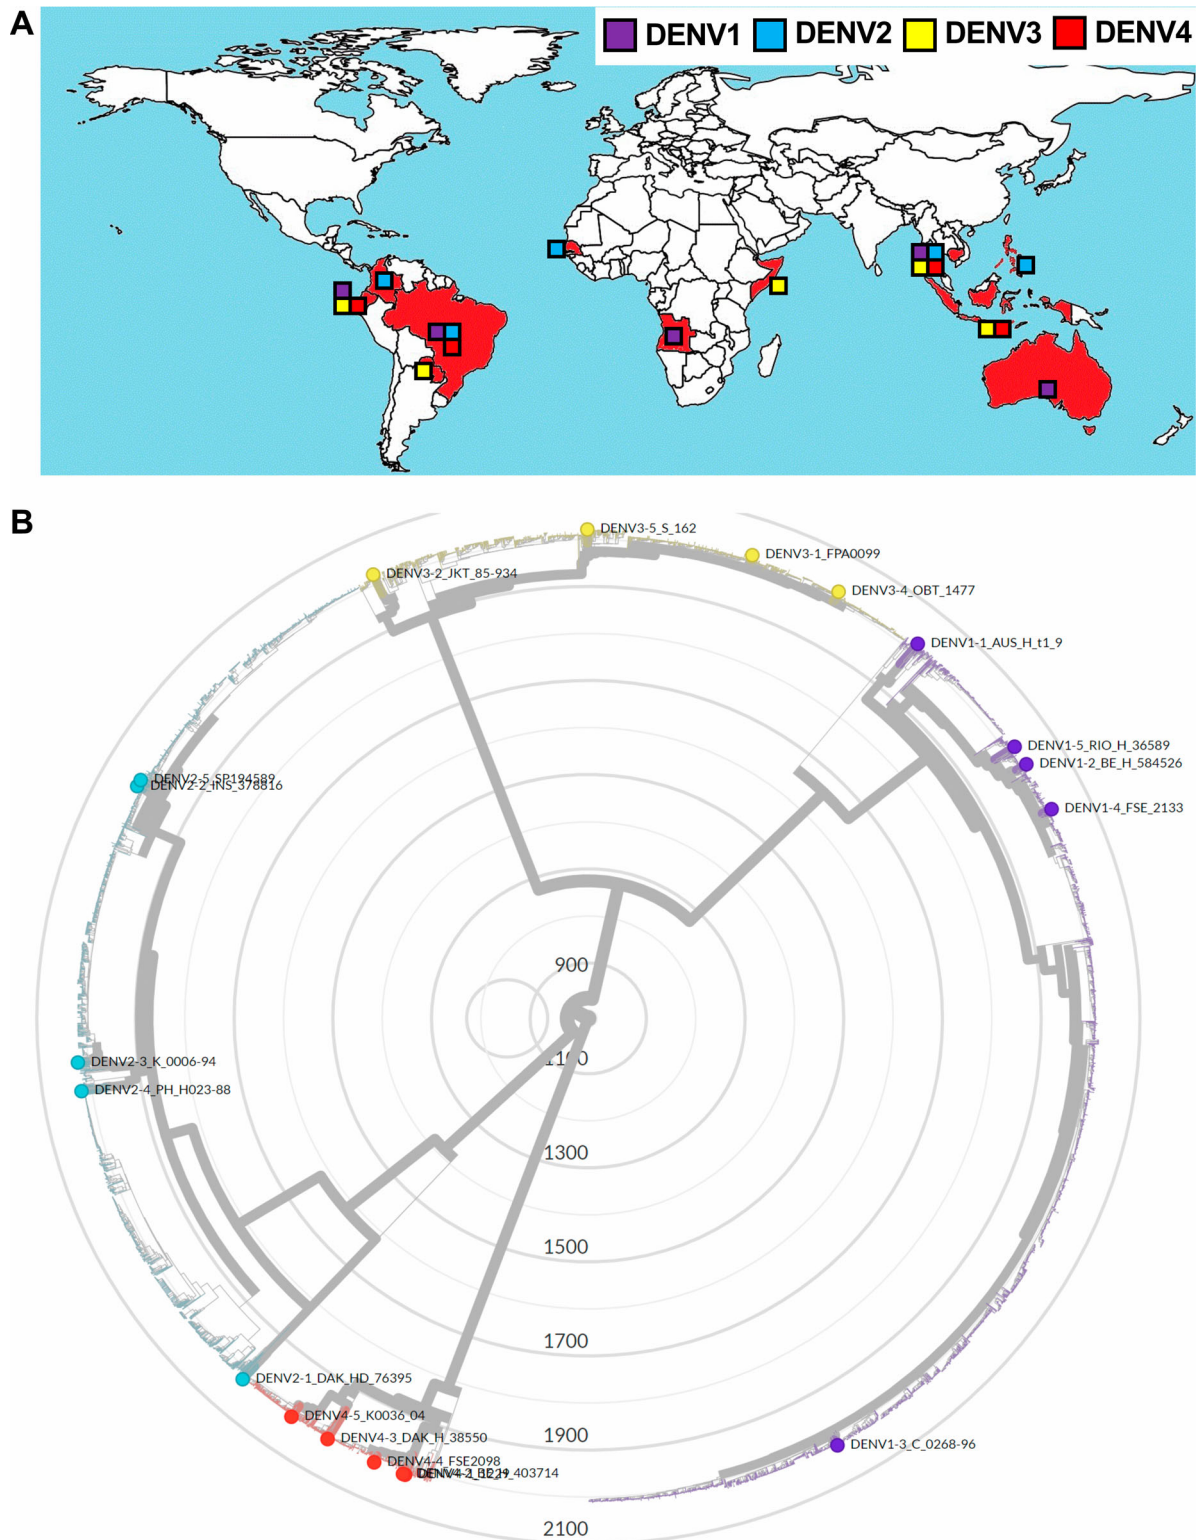 A
DENV1 DENV2 DENV3 DENV4
B
DENV3-5_S_162
DENV3-1_FPA0099
DENV3-2_JKT_85-934
DENV3-4_OBT_1477
DENV1-1_AUS_H_t1_9
DENV1-5_RIO_H_36589
DENV1-2_BE_H_584526
DENV2-5_SP194589
DENV2-2_INS_378816
DENV1-4_FSE_2133
900
1100
DENV2-3_K_0006-94
DENV2-4_PH_H023-88
1300
1500
1700
DENV2-1_DAK_HD_76395
DENV4-5_K0036_04
1900
DENV4-3_DAK_H_38550
DENV1-3_C_0268-96
DENV4-4_FSE2098
2100